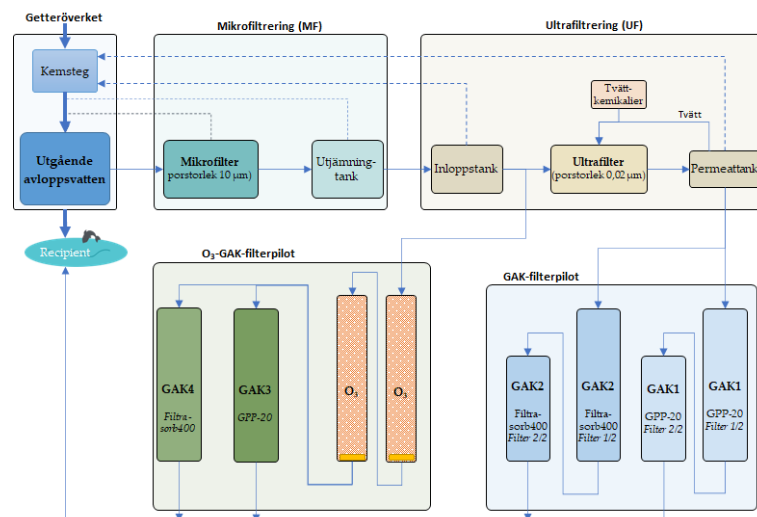 Getteröverket
Mikrofiltrering (MF)
Ultrafiltrering (UF)
Kemsteg
Tvätt-
kemikalier
Tvätt
Utgående
avloppsvatten
Mikrofilter
porstorlek 10 µm)
Utjämning-
tank
Inloppstank
Ultrafilter
(porstorlek 0,02 µm)
Permeattank
Recipient
O₃-GAK-filterpilot
GAK-filterpilot
GAK4
Filtra-
sorb400
GAK3
GPP-20
O₃
O₃
GAK2
Filtra-
sorb400
Filter 2/2
GAK2
Filtra-
sorb400
Filter 1/2
GAK1
GPP-20
Filter 2/2
GAK1
GPP-20
Filter 1/2